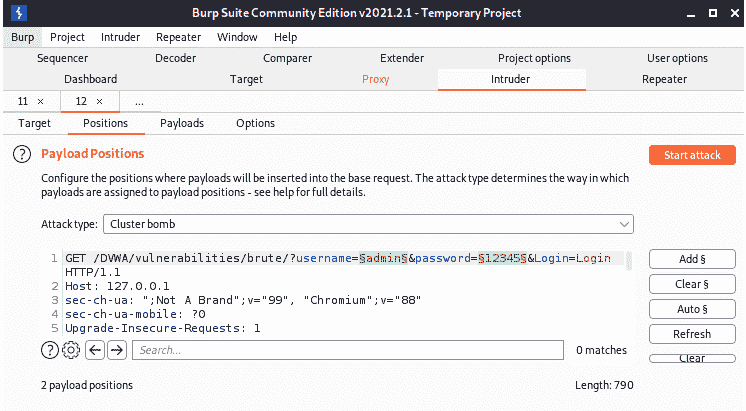 Burp Suite Community Edition v2021.2.1 - Temporary Project
Burp Project Intruder Repeater Window Help
Sequencer Decoder Comparer Extender Project options User options
Dashboard Target Proxy Intruder Repeater
11 × 12 × ...
Target Positions Payloads Options
? Payload Positions Start attack
Configure the positions where payloads will be inserted into the base request. The attack type determines the way in which
payloads are assigned to payload positions - see help for full details.
Attack type: Cluster bomb
1 GET /DVWA/vulnerabilities/brute/?username=§admin§&password=§12345§&Login=Login Add §
HTTP/1.1
2 Host: 127.0.0.1 Clear §
3 sec-ch-ua: ";Not A Brand";v="99", "Chromium";v="88"
4 sec-ch-ua-mobile: ?0 Auto §
5 Upgrade-Insecure-Requests: 1 Refresh
? Search... 0 matches Clear
2 payload positions Length: 790